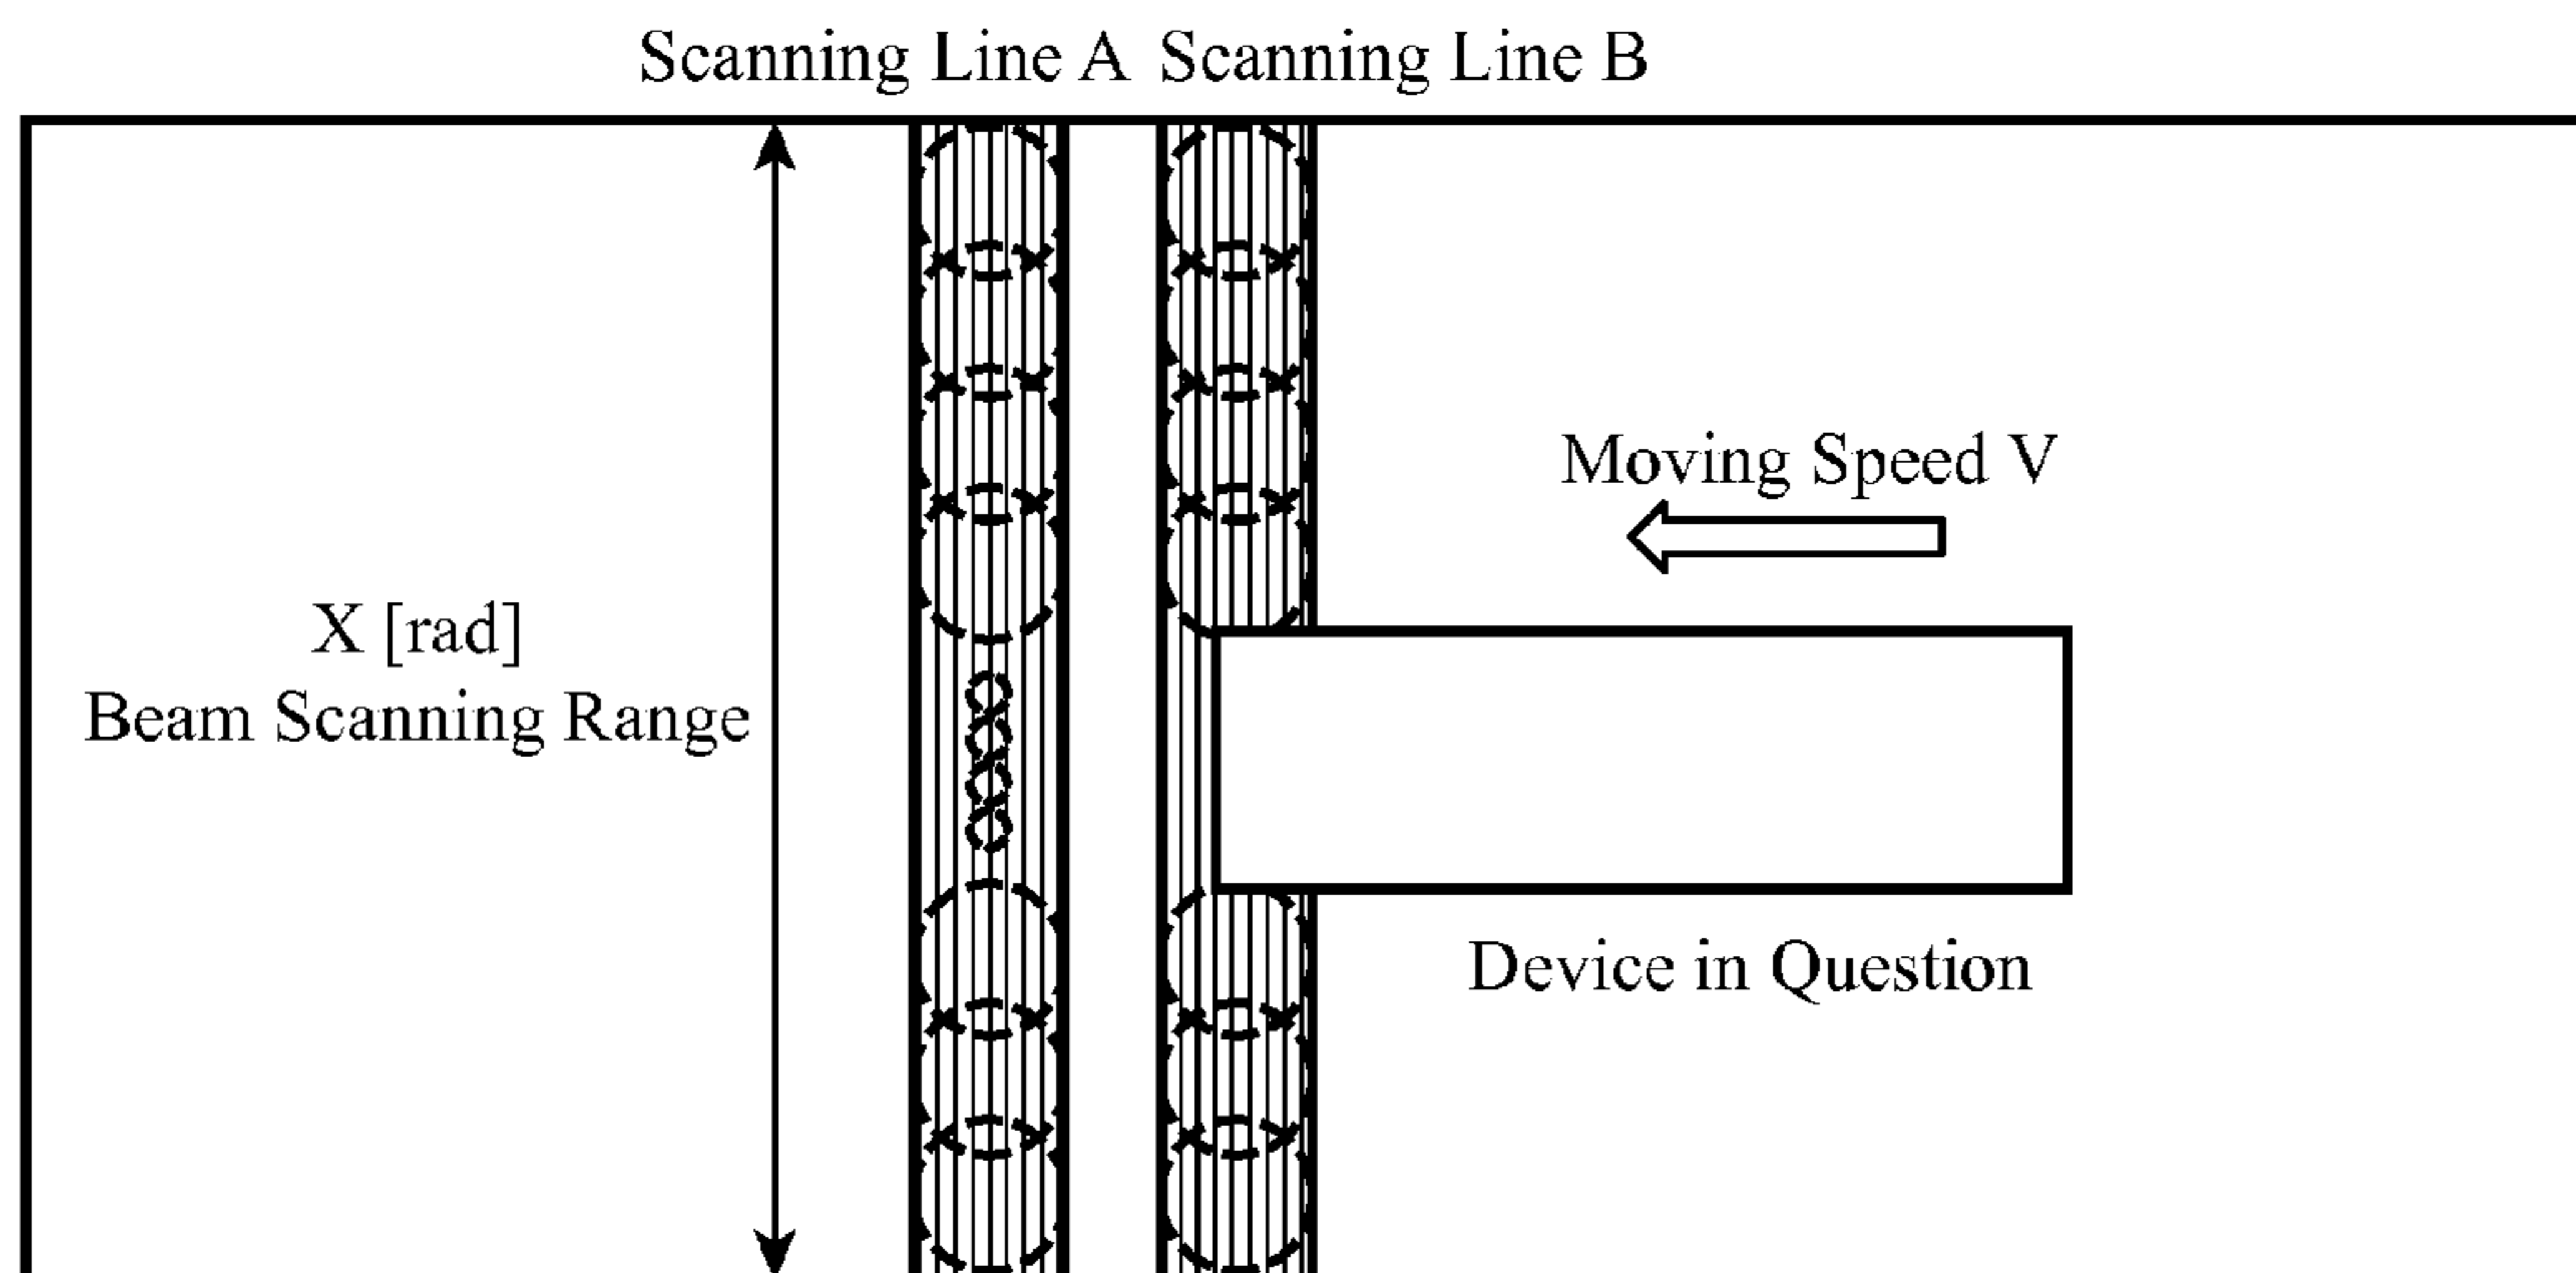 Scanning Line A Scanning Line B
Moving Speed V
X [rad]
Beam Scanning Range
Device in Question